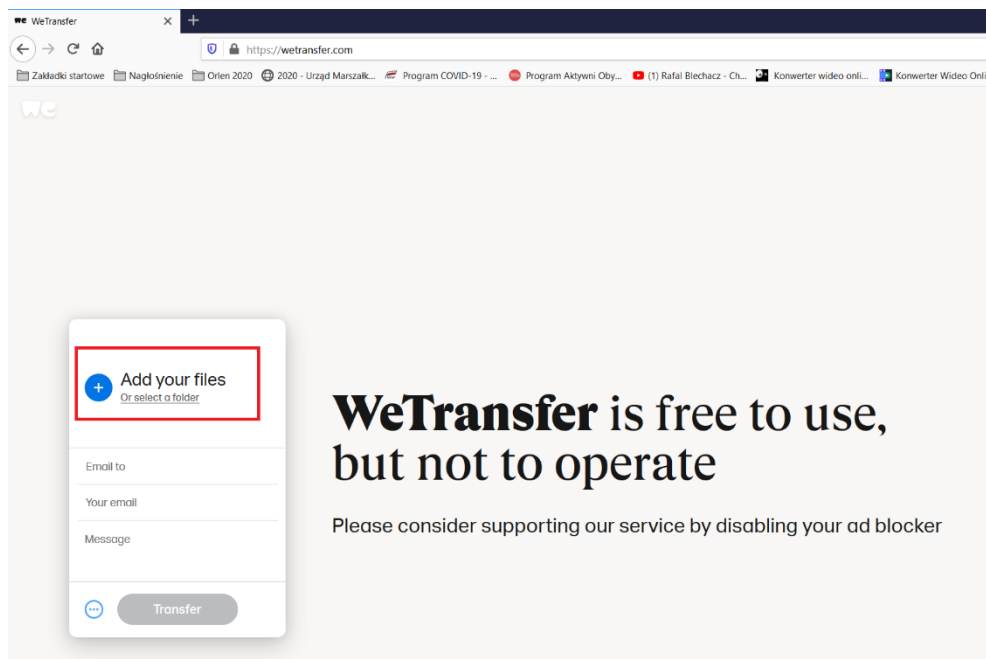 we WeTransfer
https://wetransfer.com
Zakładki startowe Nagłośnienie Orlen 2020 2020 - Urząd Marszałk... Program COVID-19 - ... Program Aktywni Oby... (1) Rafal Blechacz - Ch... Konwerter wideo onli... Konwerter Wideo Onli
we
Add your files
Or select a folder
WeTransfer is free to use,
but not to operate
Please consider supporting our service by disabling your ad blocker
Email to
Your email
Message
Transfer